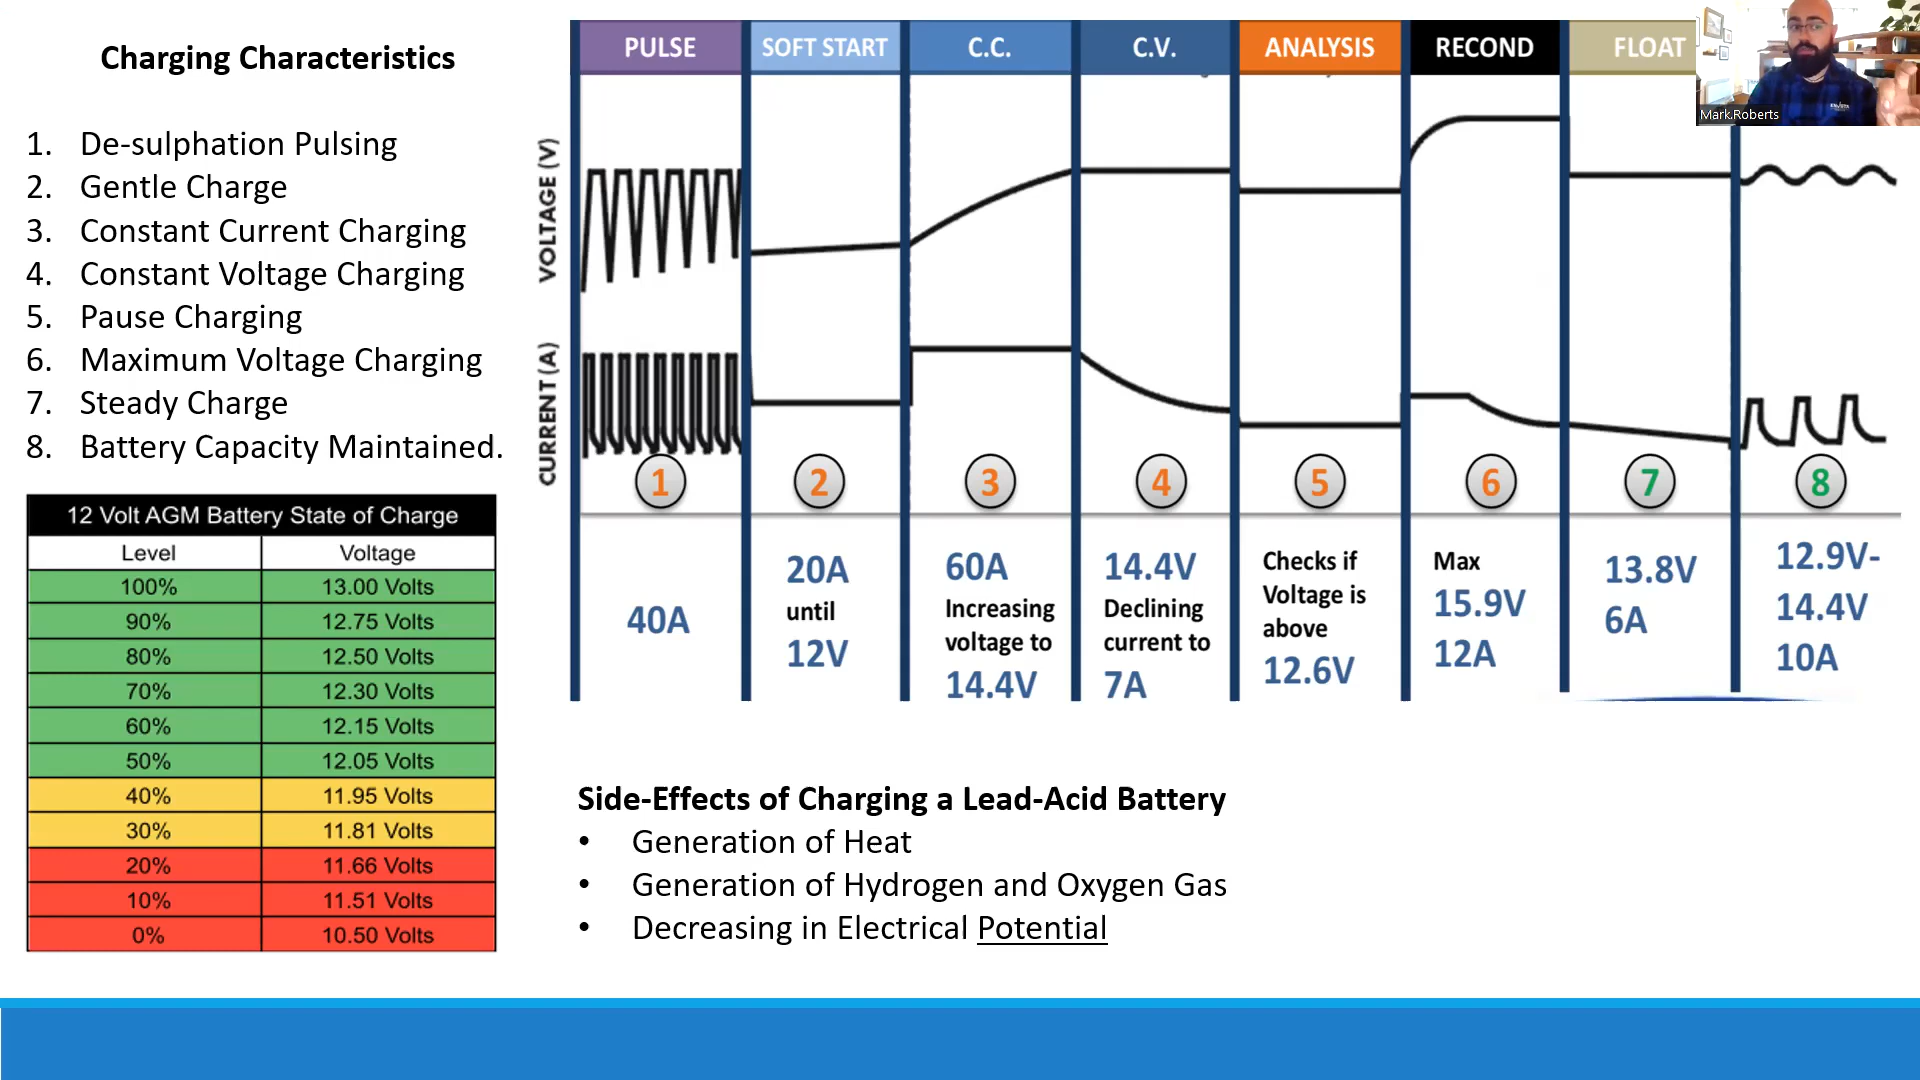 Charging Characteristics
1. De-sulphation Pulsing
2. Gentle Charge
3. Constant Current Charging
4. Constant Voltage Charging
5. Pause Charging
6. Maximum Voltage Charging
7. Steady Charge
8. Battery Capacity Maintained.
12 Volt AGM Battery State of Charge
Level Voltage
100% 13.00 Volts
90% 12.75 Volts
80% 12.50 Volts
70% 12.30 Volts
60% 12.15 Volts
50% 12.05 Volts
40% 11.95 Volts
30% 11.81 Volts
20% 11.66 Volts
10% 11.51 Volts
0% 10.50 Volts
PULSE SOFT START C.C. C.V. ANALYSIS RECOND FLOAT
VOLTAGE (V)
CURRENT (A)
1 2 3 4 5 6 7 8
40A
20A
until
12V
60A
Increasing
voltage to
14.4V
14.4V
Declining
current to
7A
Checks if
Voltage is
above
12.6V
Max
15.9V
12A
13.8V
6A
12.9V-
14.4V
10A
Mark.Roberts
Side-Effects of Charging a Lead-Acid Battery
• Generation of Heat
• Generation of Hydrogen and Oxygen Gas
• Decreasing in Electrical Potential